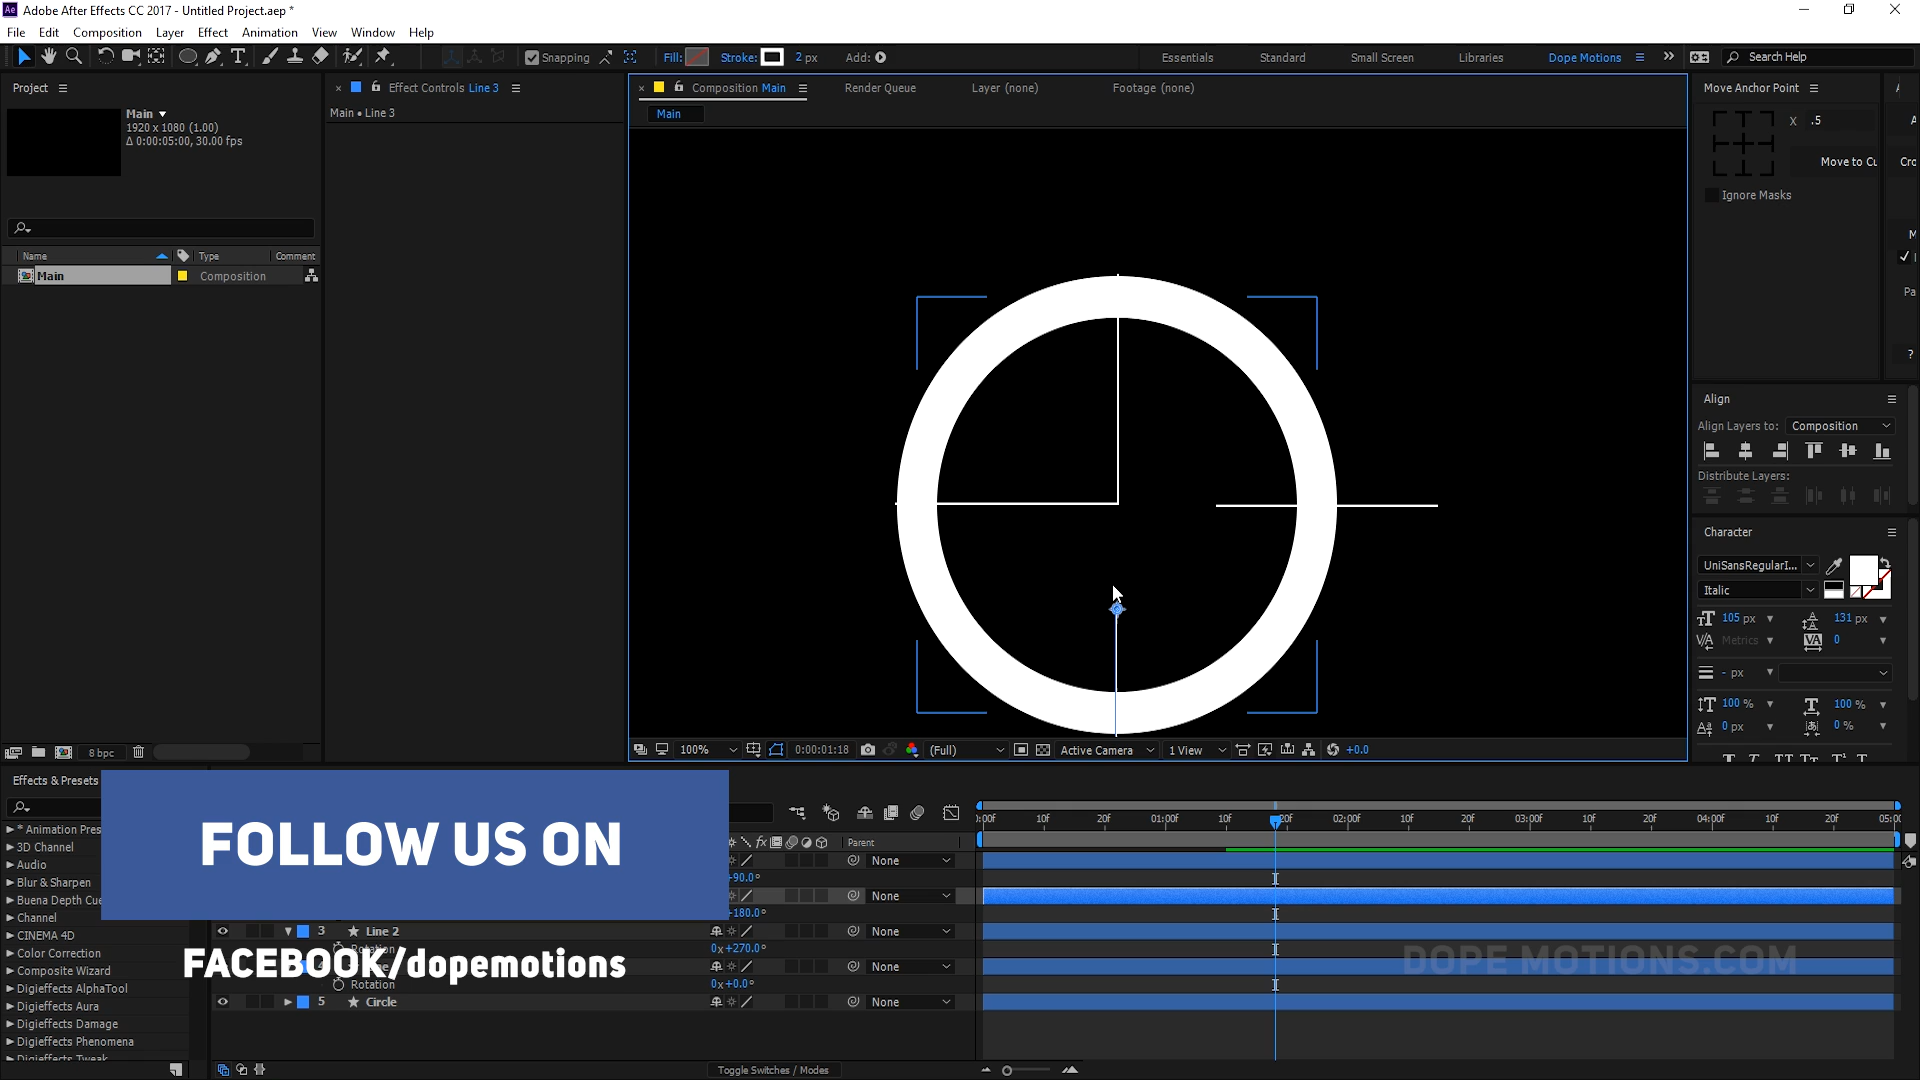 Adobe After Effects CC 2017 - Untitled Project.aep *
File Edit Composition Layer Effect Animation View Window Help
Snapping Fill: Stroke: 2 px Add: Essentials Standard Small Screen Libraries Dope Motions Search Help
Project
Main
1920 x 1080 (1.00)
Δ 0:00:05:00, 30.00 fps
Name Type Comment
Main Composition
8 bpc
Effect Controls Line 3
Main • Line 3
Composition Main Render Queue Layer (none) Footage (none)
Main
100% 0:00:01:18 (Full) Active Camera 1 View +0.0
Move Anchor Point
X .5
Move to Cu
Ignore Masks
Align
Align Layers to: Composition
Distribute Layers:
Character
UniSansRegularI...
Italic
105 px 131 px
Metrics 0
- px
100 % 100 %
0 px 0 %
Effects & Presets
* Animation Pres
3D Channel
Audio
Blur & Sharpen
Buena Depth Cue
Channel
CINEMA 4D
Color Correction
Composite Wizard
Digieffects AlphaTool
Digieffects Aura
Digieffects Damage
Digieffects Phenomena
Digieffects Tweak
FOLLOW US ON
FACEBOOK/dopemotions
Parent
None
+90.0°
None
+180.0°
3 Line 2 None
Rotation 0x+270.0°
None
Rotation 0x+0.0°
5 Circle None
Toggle Switches / Modes
:00F 10f 20f 01:00f 10f 20f 02:00f 10f 20f 03:00f 10f 20f 04:00f 10f 20f 05:00
DOPE MOTIONS.COM